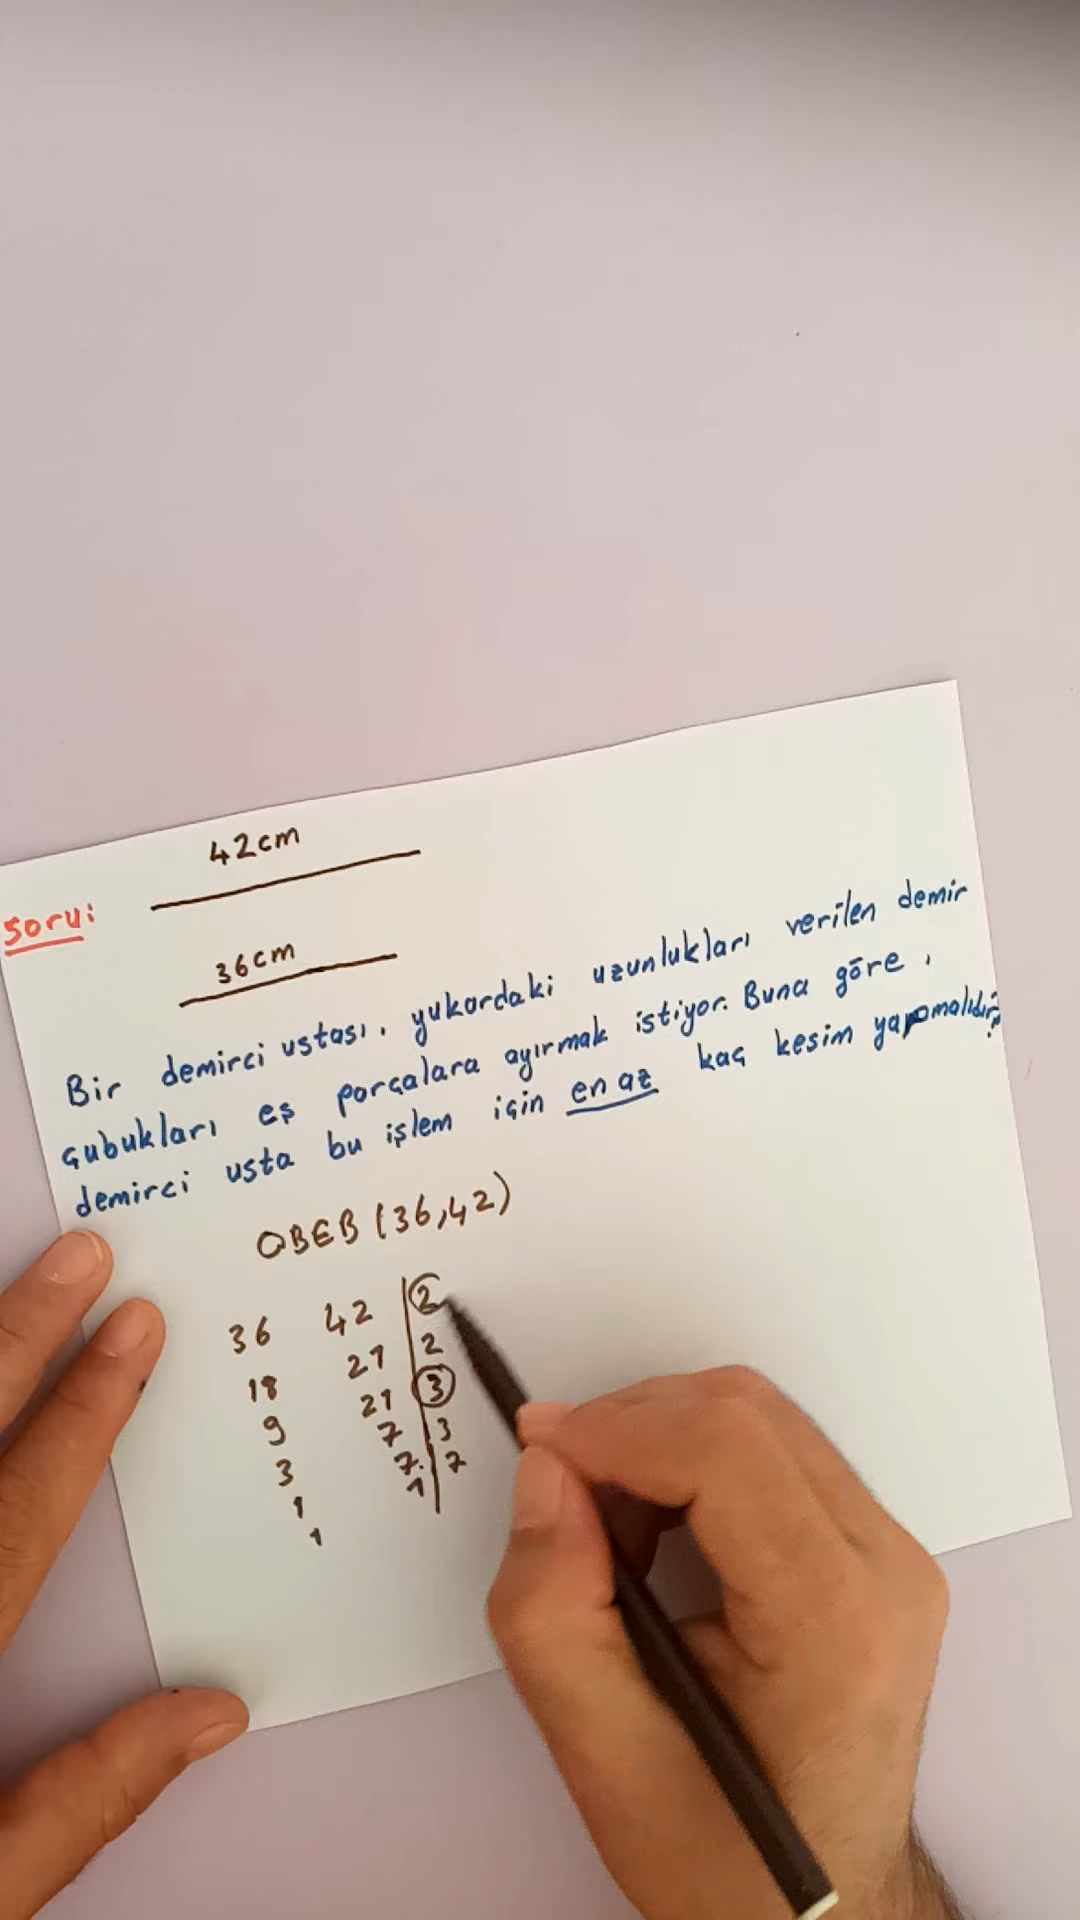 42cm
Soru:
36cm
Bir demirci ustası, yukardaki uzunlukları verilen demir
çubukları eş parçalara ayırmak istiyor. Buna göre,
demirci usta bu işlem için en az kaç kesim yapmalıdır?
OBEB (36,42)
36 42 2
18 21 2
9 21 3
3 7 3
1 7 7
1 1